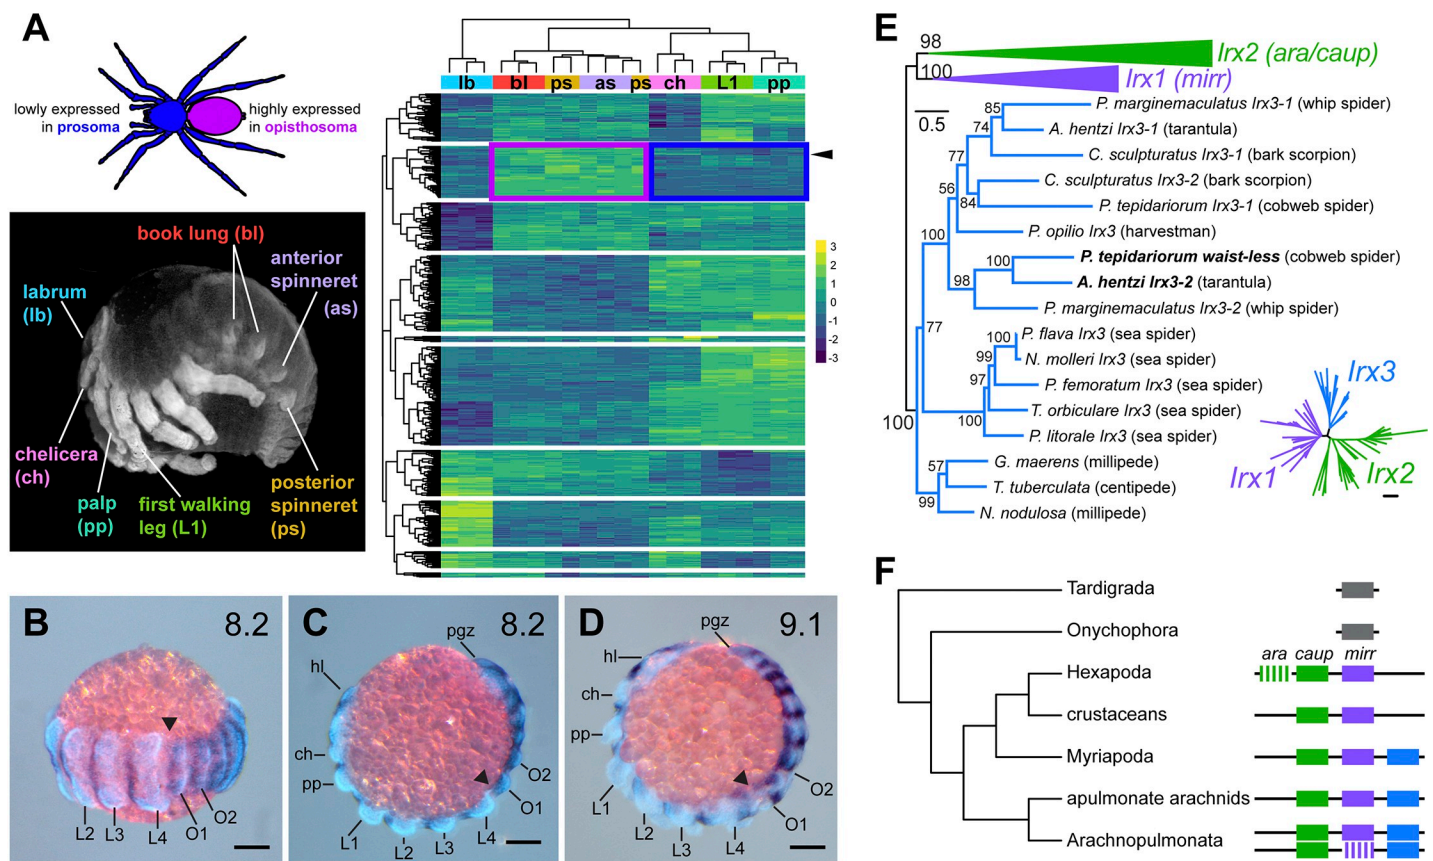 A
lowly expressed
in prosoma
highly expressed
in opisthosoma
book lung (bl)
anterior
spinneret
(as)
labrum
(lb)
chelicera
(ch)
palp
(pp)
first walking
leg (L1)
posterior
spinneret
(ps)
lb bl ps as ps ch L1 pp
3
2
1
0
-1
-2
-3
B 8.2
L2 L3 L4 O1 O2
C 8.2
pgz
hl
ch
pp
L1 L2 L3 L4 O1 O2
D 9.1
pgz
hl
ch
pp
L1 L2 L3 L4 O1 O2
E
98
Irx2 (ara/caup)
100
Irx1 (mirr)
0.5
85 P. marginemaculatus Irx3-1 (whip spider)
74 A. hentzi Irx3-1 (tarantula)
77 C. sculpturatus Irx3-1 (bark scorpion)
56 C. sculpturatus Irx3-2 (bark scorpion)
84 P. tepidariorum Irx3-1 (cobweb spider)
100 P. opilio Irx3 (harvestman)
100 P. tepidariorum waist-less (cobweb spider)
98 A. hentzi Irx3-2 (tarantula)
P. marginemaculatus Irx3-2 (whip spider)
77
100 P. flava Irx3 (sea spider)
99 N. molleri Irx3 (sea spider)
97 P. femoratum Irx3 (sea spider)
T. orbiculare Irx3 (sea spider)
100 100 P. litorale Irx3 (sea spider)
57 G. maerens (millipede)
T. tuberculata (centipede)
99 N. nodulosa (millipede)
Irx3
Irx1
Irx2
F
Tardigrada
Onychophora
ara caup mirr
Hexapoda
crustaceans
Myriapoda
apulmonate arachnids
Arachnopulmonata